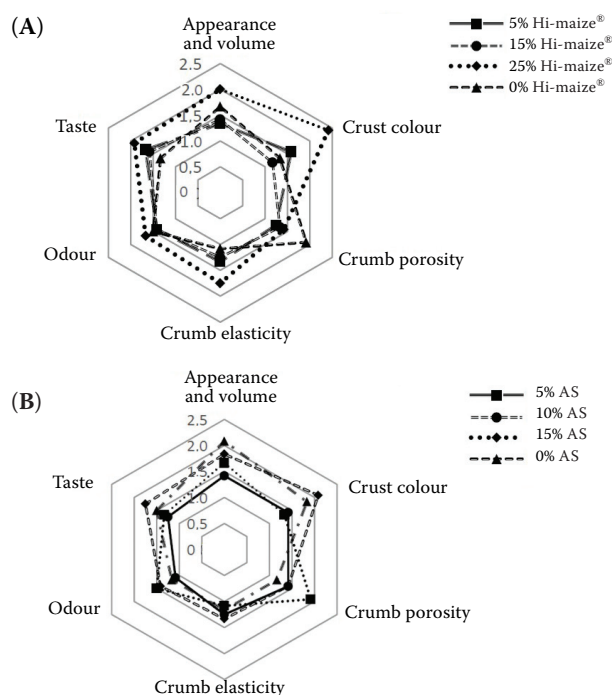 (A)
Appearance
and volume
5% Hi-maize®
15% Hi-maize®
25% Hi-maize®
0% Hi-maize®
2.5
2.0
1.5
1.0
0.5
0
Taste
Crust colour
Odour
Crumb porosity
Crumb elasticity
(B)
Appearance
and volume
5% AS
10% AS
15% AS
0% AS
2.5
2.0
1.5
1.0
0.5
0
Taste
Crust colour
Odour
Crumb porosity
Crumb elasticity